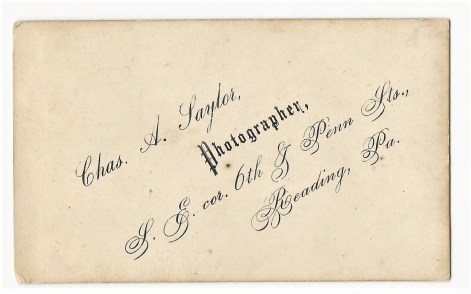 Chas. A. Saylor,
Photographer,
S. E. cor. 6th & Penn Sts.,
Reading, Pa.